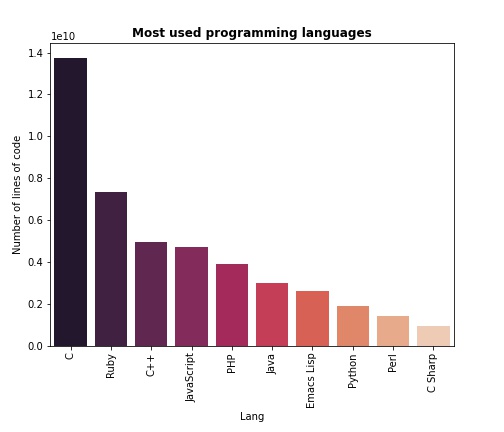 Most used programming languages
1e10
1.4
1.2
1.0
0.8
0.6
0.4
0.2
0.0
Number of lines of code
C
Ruby
C++
JavaScript
PHP
Java
Emacs Lisp
Python
Perl
C Sharp
Lang